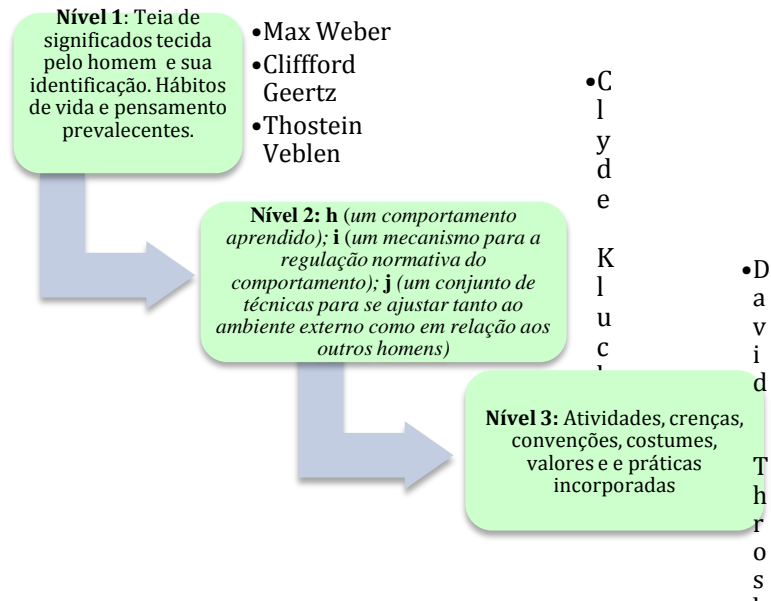 Nível 1: Teia de
significados tecida
pelo homem e sua
identificação. Hábitos
de vida e pensamento
prevalecentes.
•Max Weber
•Cliffford
Geertz
•Thostein
Veblen
Nível 2: h (um comportamento
aprendido); i (um mecanismo para a
regulação normativa do
comportamento); j (um conjunto de
técnicas para se ajustar tanto ao
ambiente externo como em relação aos
outros homens)
•C
l
y
d
e
K
l
u
c
Nível 3: Atividades, crenças,
convenções, costumes,
valores e e práticas
incorporadas
•D
a
v
i
d
T
h
r
o
s